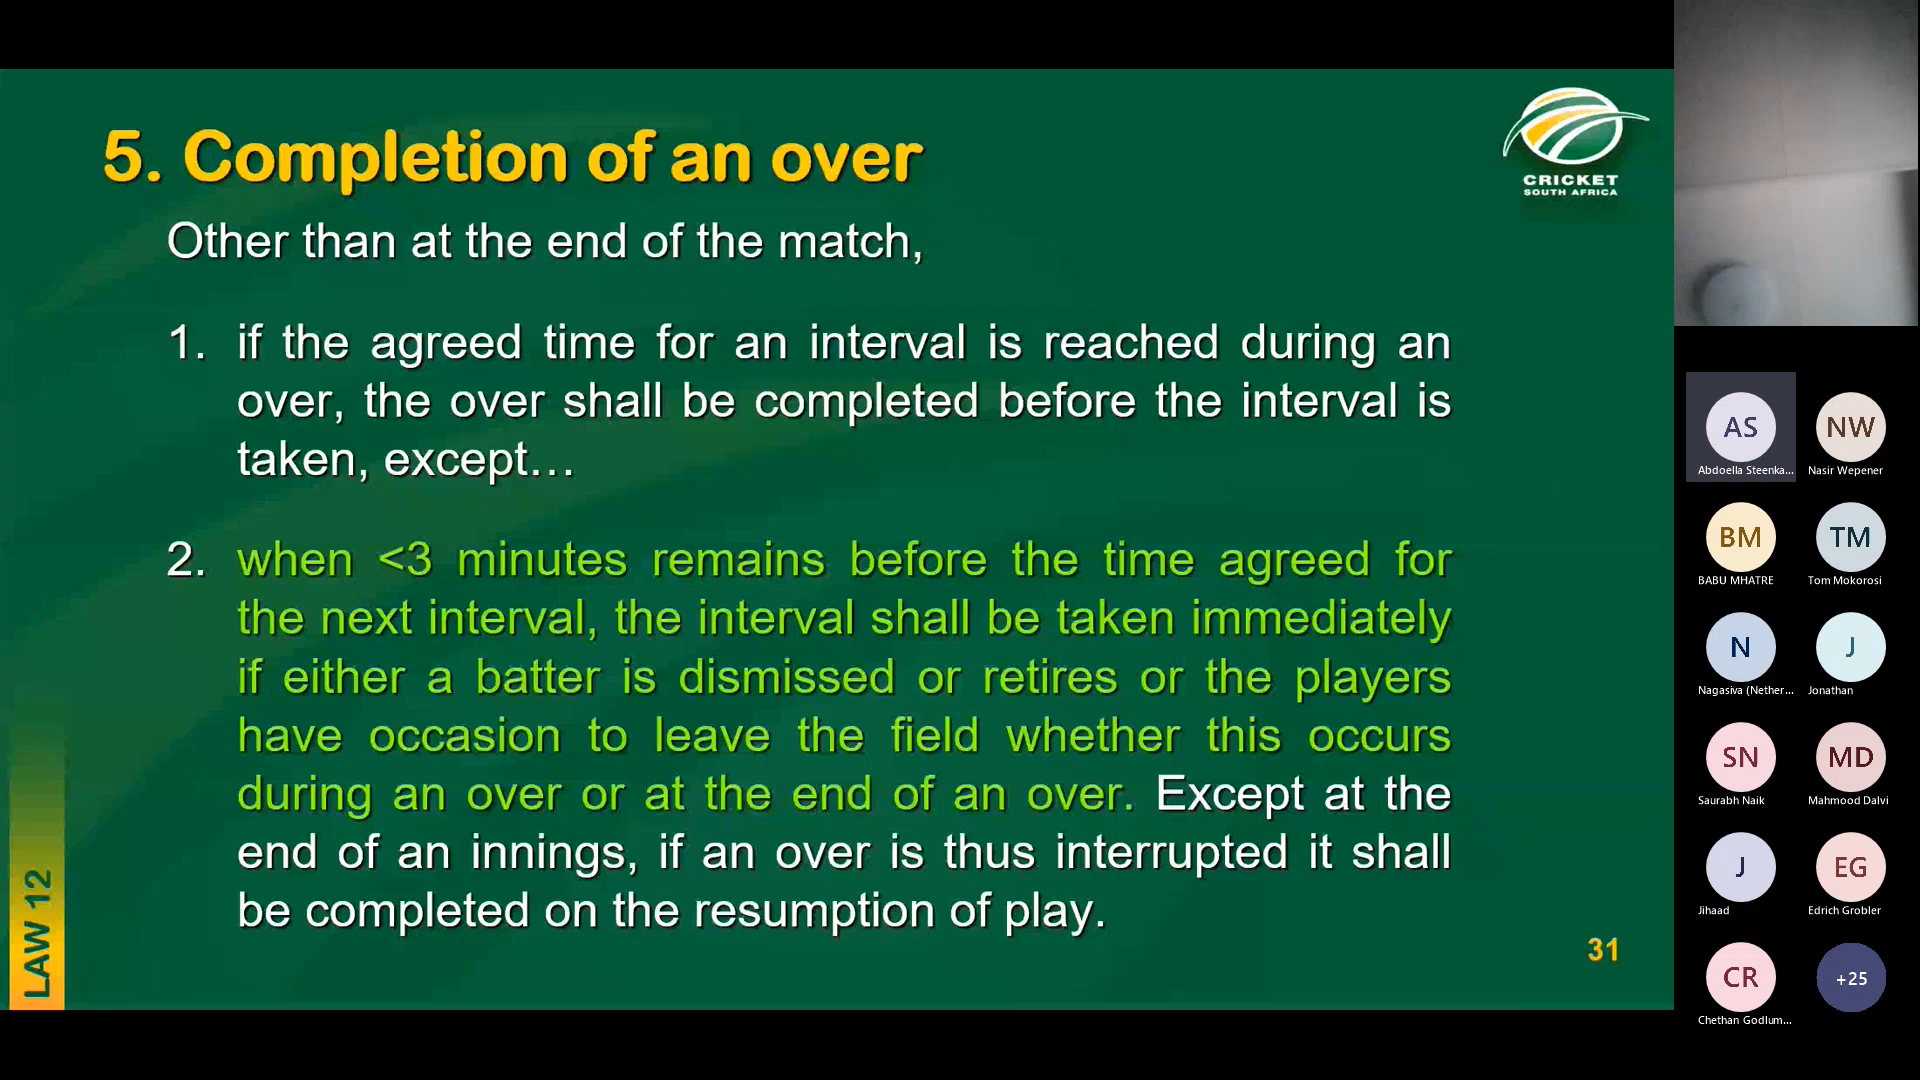 5. Completion of an over
CRICKET
SOUTH AFRICA
Other than at the end of the match,
1. if the agreed time for an interval is reached during an
over, the over shall be completed before the interval is
taken, except…
2. when <3 minutes remains before the time agreed for
the next interval, the interval shall be taken immediately
if either a batter is dismissed or retires or the players
have occasion to leave the field whether this occurs
during an over or at the end of an over. Except at the
end of an innings, if an over is thus interrupted it shall
be completed on the resumption of play.
31
LAW 12
AS
Abdoella Steenka...
NW
Nasir Wepener
BM
BABU MHATRE
TM
Tom Mokorosi
N
Nagasiva (Nether...
J
Jonathan
SN
Saurabh Naik
MD
Mahmood Dalvi
J
Jihaad
EG
Edrich Grobler
CR
Chethan Godlum...
+25